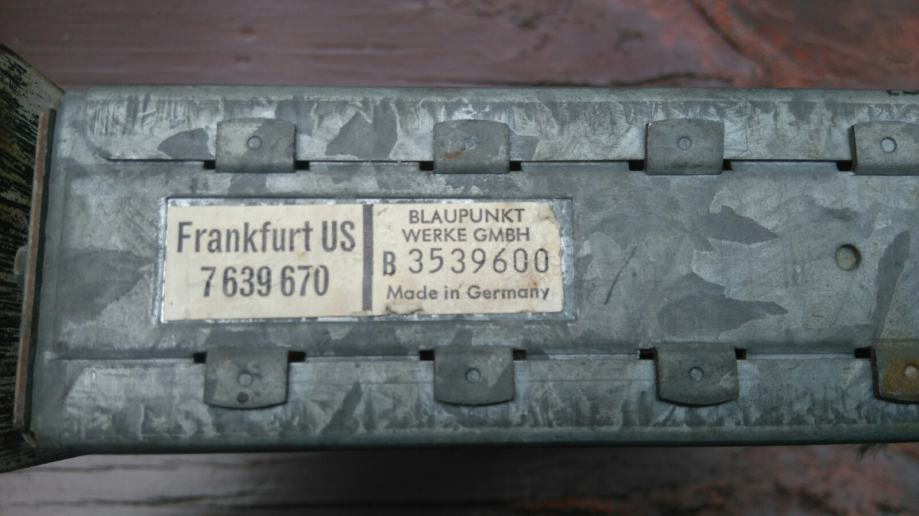 Frankfurt US
7 639 670
BLAUPUNKT
WERKE GMBH
B 3539600
Made in Germany